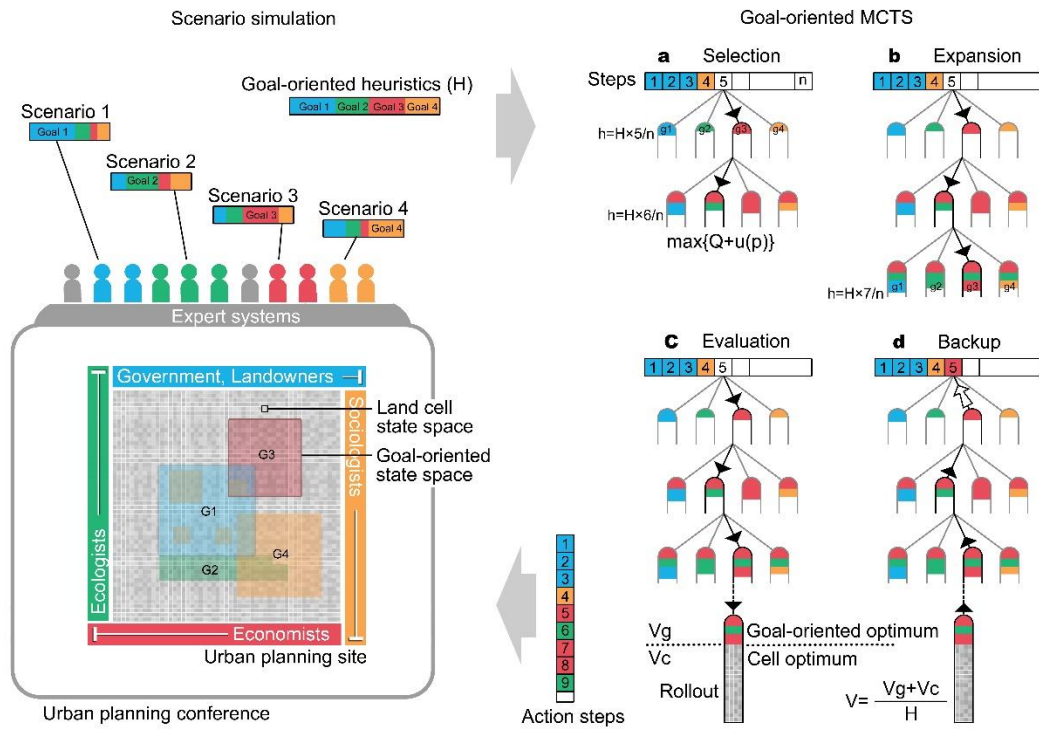 Scenario simulation
Goal-oriented heuristics (H)
Goal 1 Goal 2 Goal 3 Goal 4
Scenario 1
Goal 1
Scenario 2
Goal 2
Scenario 3
Goal 3
Scenario 4
Goal 4
Expert systems
Government, Landowners
Ecologists
Sociologists
Economists
G3
G1
G4
G2
Land cell
state space
Goal-oriented
state space
Urban planning site
Urban planning conference
Goal-oriented MCTS
a Selection
Steps 1 2 3 4 5 n
h=H×5/n
g1 g2 g3 g4
h=H×6/n
max{Q+u(p)}
b Expansion
1 2 3 4 5
h=H×7/n
g1 g2 g3 g4
1
2
3
4
5
6
7
8
9
Action steps
c Evaluation
1 2 3 4 5
Vg Goal-oriented optimum
Vc Cell optimum
Rollout
d Backup
1 2 3 4 5
V= Vg+Vc
H